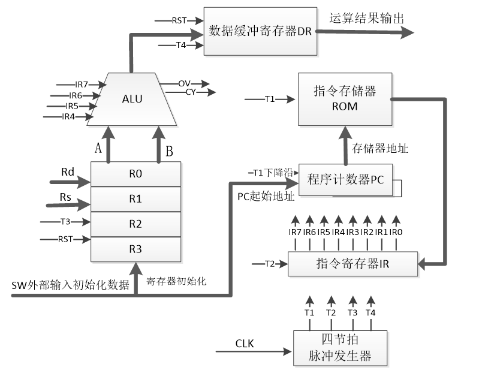 RST
T4
数据缓冲寄存器DR
运算结果输出
IR7
IR6
IR5
IR4
ALU
OV
CY
T1
指令存储器
ROM
A
B
存储器地址
Rd
Rs
T3
RST
R0
R1
R2
R3
T1下降沿
PC起始地址
程序计数器PC
IR7 IR6 IR5 IR4 IR3 IR2 IR1 IR0
T2
指令寄存器IR
SW外部输入初始化数据
寄存器初始化
T1 T2 T3 T4
CLK
四节拍
脉冲发生器